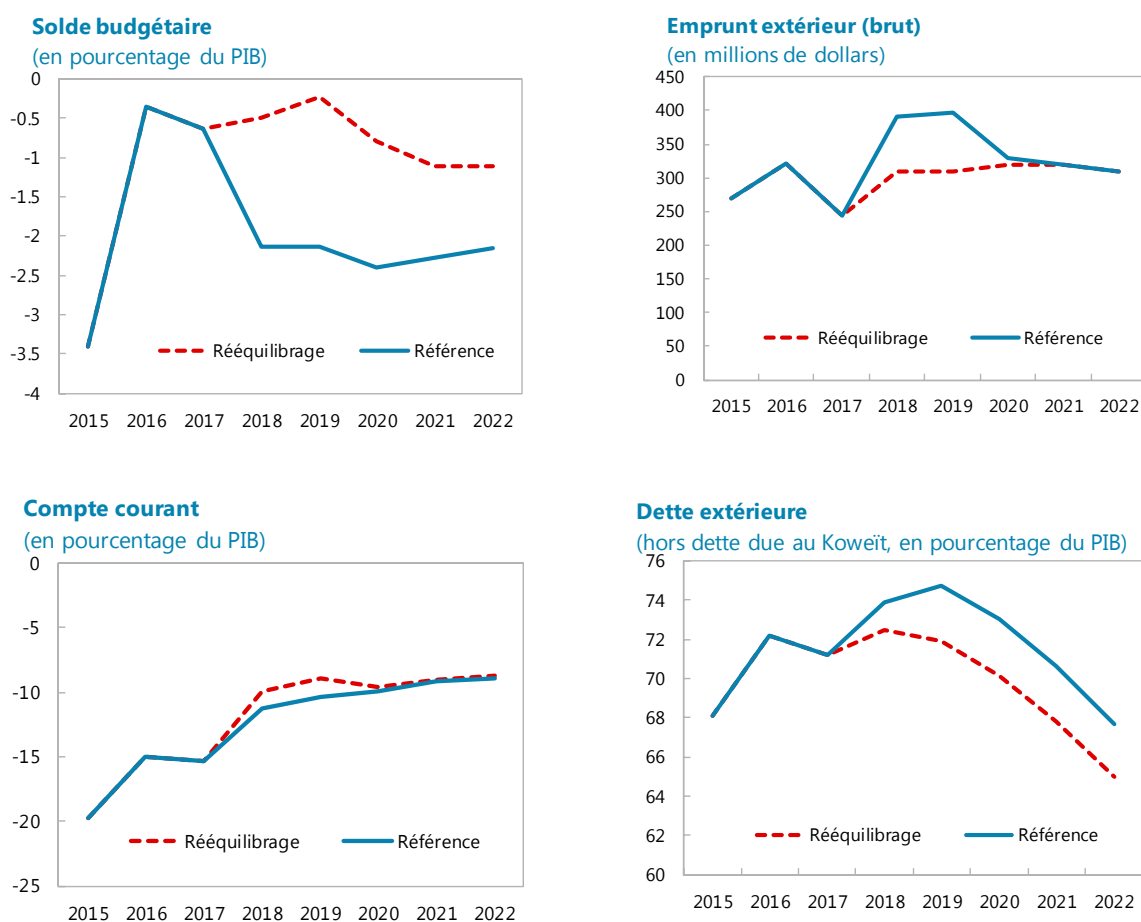 Solde budgétaire
(en pourcentage du PIB)
0
-0.5
-1
-1.5
-2
-2.5
-3
-3.5
-4
Rééquilibrage
Référence
2015 2016 2017 2018 2019 2020 2021 2022
Emprunt extérieur (brut)
(en millions de dollars)
450
400
350
300
250
200
150
100
50
0
Rééquilibrage
Référence
2015 2016 2017 2018 2019 2020 2021 2022
Compte courant
(en pourcentage du PIB)
0
-5
-10
-15
-20
-25
Rééquilibrage
Référence
2015 2016 2017 2018 2019 2020 2021 2022
Dette extérieure
(hors dette due au Koweït, en pourcentage du PIB)
76
74
72
70
68
66
64
62
60
Rééquilibrage
Référence
2015 2016 2017 2018 2019 2020 2021 2022